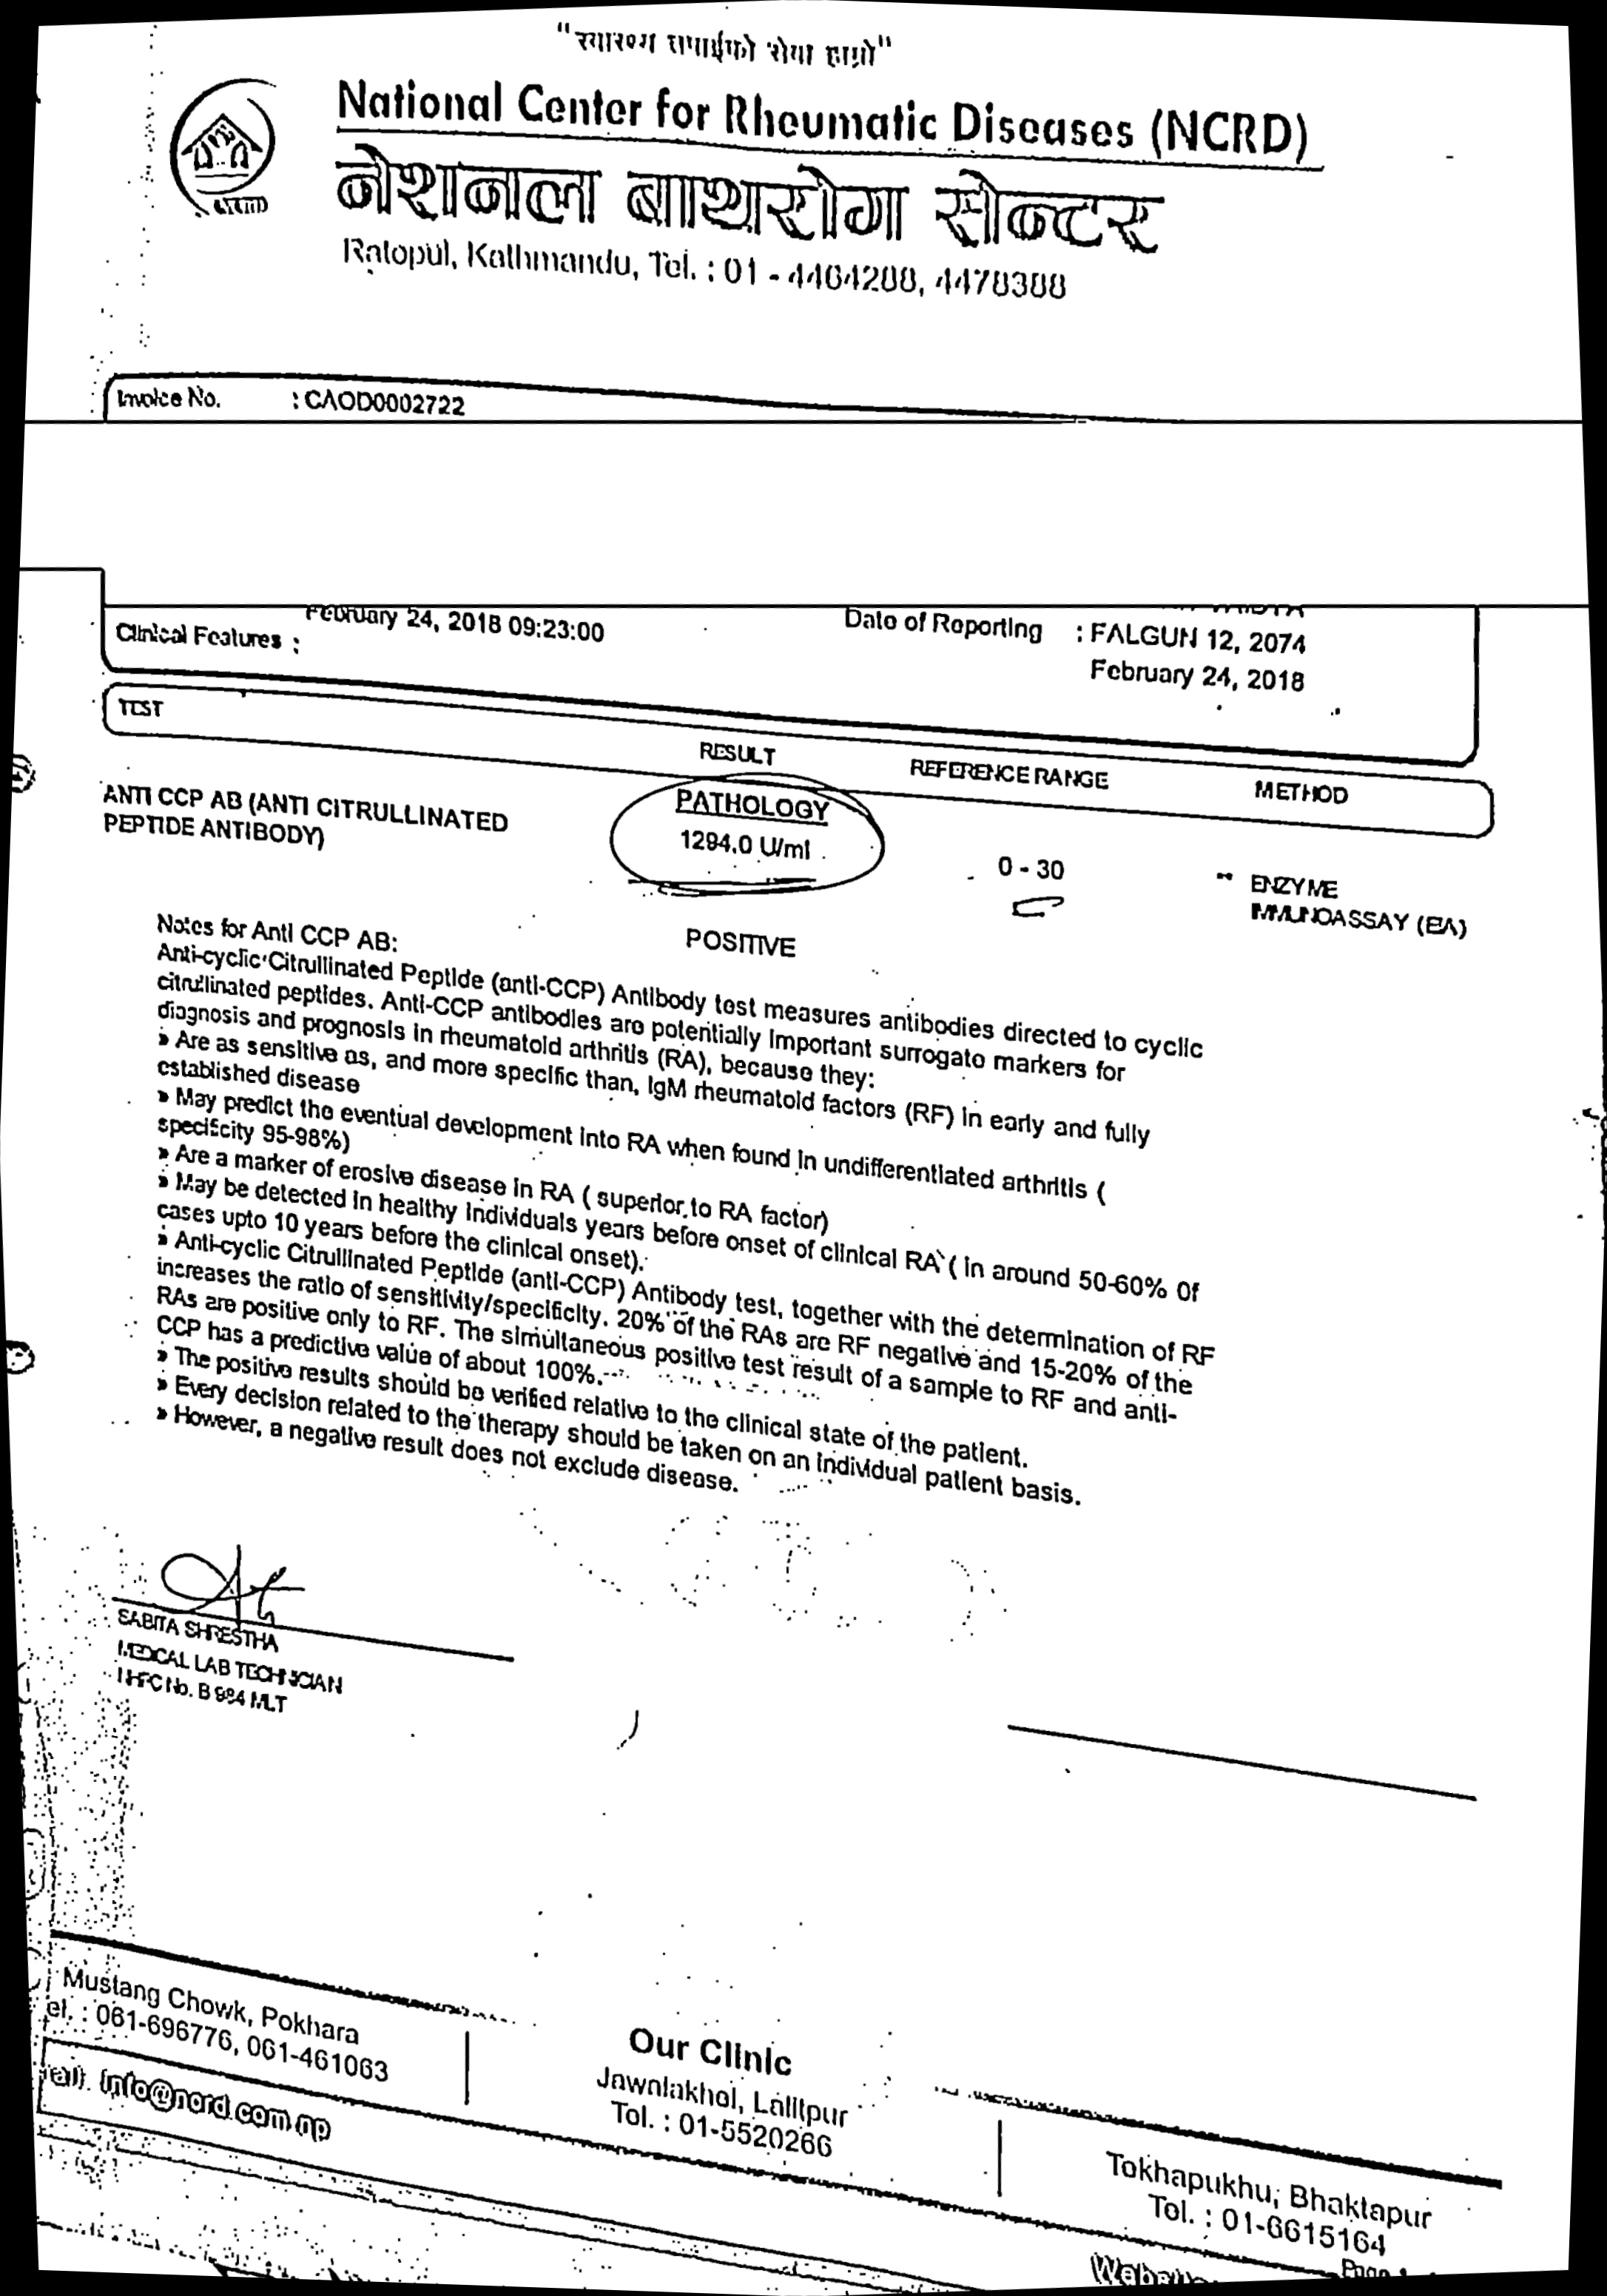 "स्वास्थ्य तपाईको सेवा हाम्रो"
National Center for Rheumatic Diseases (NCRD)
नेशनल बाथरोग सेन्टर
NCRD
Ratopul, Kathmandu, Tel. : 01 - 4464288, 4478388
Invoice No. : CAOD0002722
February 24, 2018 09:23:00
Clinical Features :
Date of Reporting : FALGUN 12, 2074
February 24, 2018
TEST RESULT REFERENCE RANGE METHOD
PATHOLOGY
ANTI CCP AB (ANTI CITRULLINATED PEPTIDE ANTIBODY) 1294.0 U/ml 0 - 30 ENZYME
IMMUNOASSAY (EIA)
POSITIVE
Notes for Anti CCP AB:
Anti-cyclic Citrullinated Peptide (anti-CCP) Antibody test measures antibodies directed to cyclic
citrullinated peptides. Anti-CCP antibodies are potentially important surrogate markers for
diagnosis and prognosis in rheumatoid arthritis (RA), because they:
» Are as sensitive as, and more specific than, IgM rheumatoid factors (RF) in early and fully
established disease
» May predict the eventual development into RA when found in undifferentiated arthritis (
specificity 95-98%)
» Are a marker of erosive disease in RA ( superior to RA factor)
» May be detected in healthy individuals years before onset of clinical RA ( in around 50-60% Of
cases upto 10 years before the clinical onset).
» Anti-cyclic Citrullinated Peptide (anti-CCP) Antibody test, together with the determination of RF
increases the ratio of sensitivity/specificity. 20% of the RAs are RF negative and 15-20% of the
RAs are positive only to RF. The simultaneous positive test result of a sample to RF and anti-
CCP has a predictive value of about 100%.
» The positive results should be verified relative to the clinical state of the patient.
» Every decision related to the therapy should be taken on an individual patient basis.
» However, a negative result does not exclude disease.
SABITA SHRESTHA
MEDICAL LAB TECHNICIAN
NHPC No. B 984 MLT
Mustang Chowk, Pokhara
el. : 061-696776, 061-461063
Our Clinic
Jawalakhel, Lalitpur
Tel. : 01-5520266
Tokhapukhu, Bhaktapur
Tel. : 01-6615164
ail. info@ncrd.com.np
Page